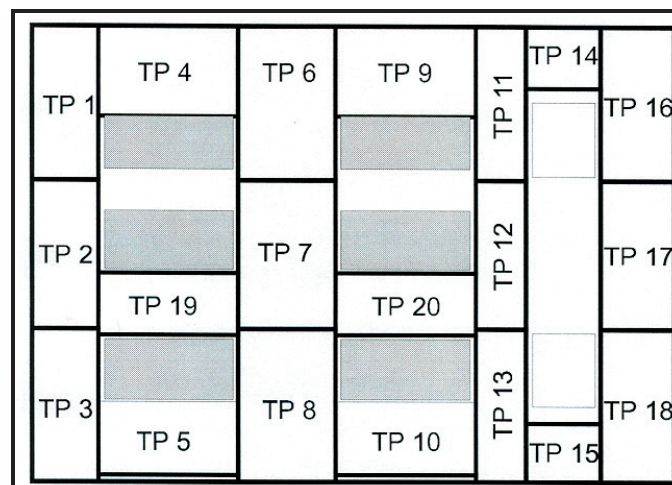 TP 1
TP 4
TP 6
TP 9
TP 11
TP 14
TP 16
TP 2
TP 19
TP 7
TP 20
TP 12
TP 17
TP 3
TP 5
TP 8
TP 10
TP 13
TP 15
TP 18